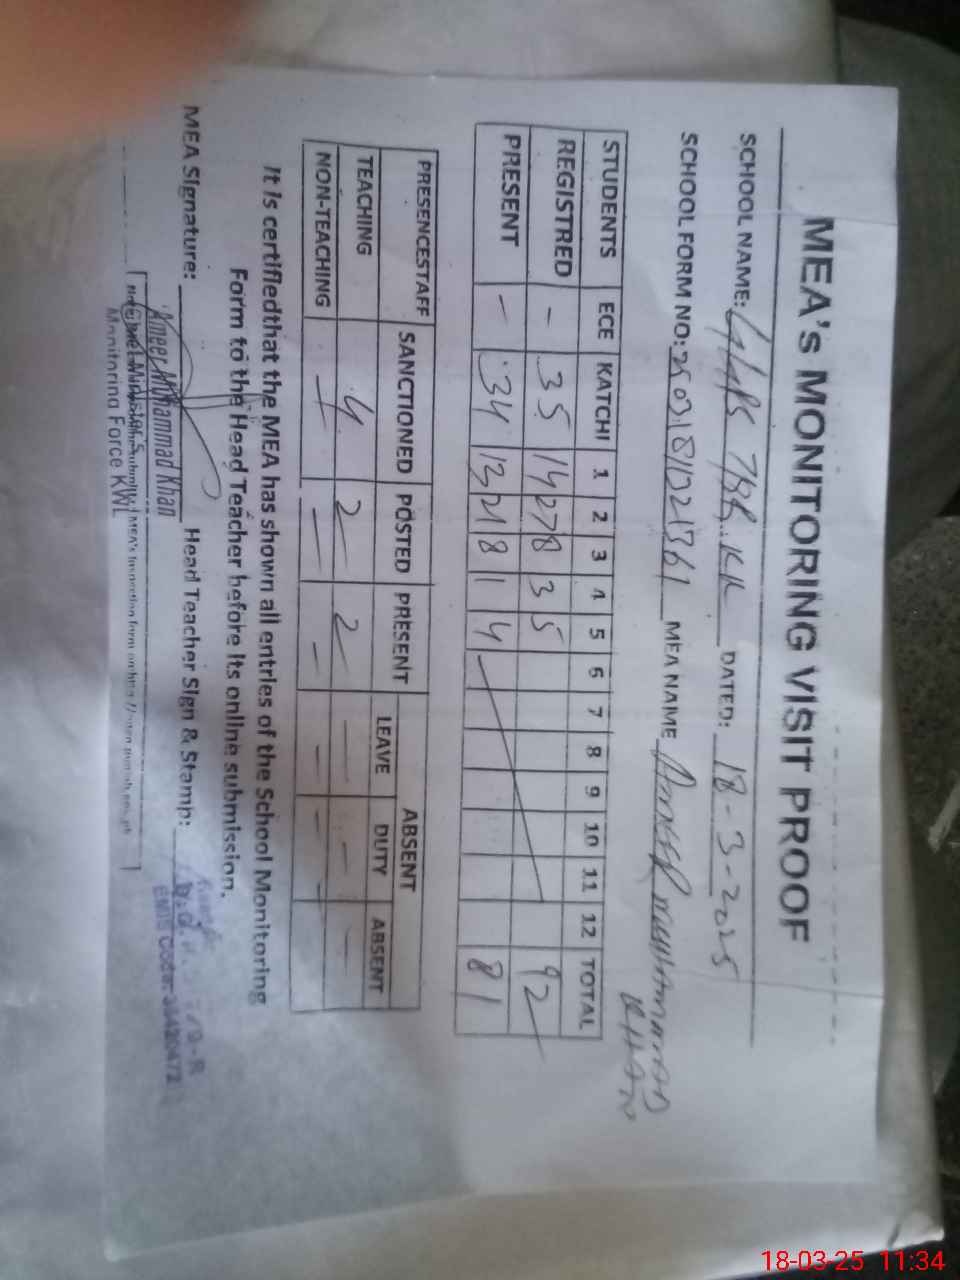 MEA's MONITORING VISIT PROOF
SCHOOL NAME: DATED: 18-3-2025
SCHOOL FORM NO: MEA NAME Ameer Muhammad Khan
STUDENTS ECE KATCHI 1 2 3 4 5 6 7 8 9 10 11 12 TOTAL
REGISTRED - 35 14 27 8 3 5 92
PRESENT - 34 13 21 8 1 4 81
PRESENCESTAFF SANCTIONED POSTED PRESENT ABSENT
LEAVE DUTY ABSENT
TEACHING 4 2 2 - - -
NON-TEACHING - - - - - -
It is certifiedthat the MEA has shown all entries of the School Monitoring
Form to the Head Teacher before its online submission.
MEA Signature: Head Teacher Sign & Stamp:
Ameer Muhammad Khan
Monitoring Force KWL
EMIS Code:
18-03-25 11:34